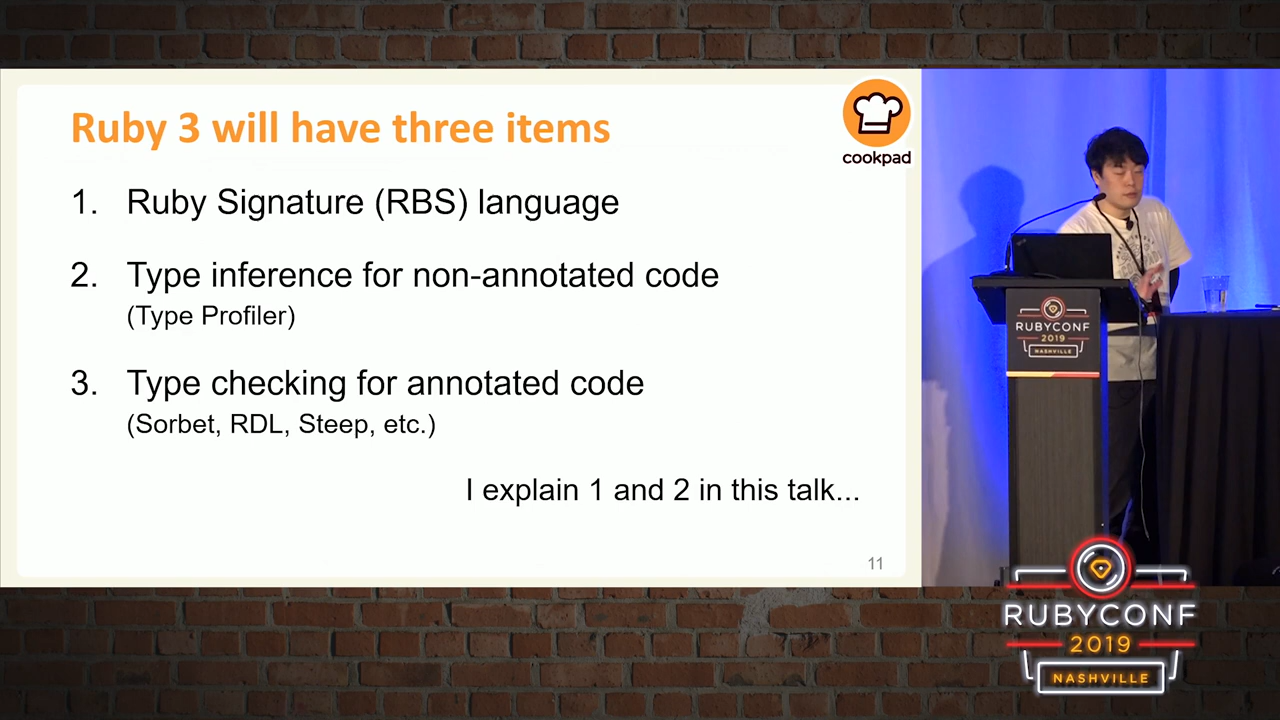 Ruby 3 will have three items
cookpad
1. Ruby Signature (RBS) language
2. Type inference for non-annotated code
(Type Profiler)
3. Type checking for annotated code
(Sorbet, RDL, Steep, etc.)
I explain 1 and 2 in this talk...
11
RUBYCONF
2019
NASHVILLE
RUBYCONF
2019
NASHVILLE